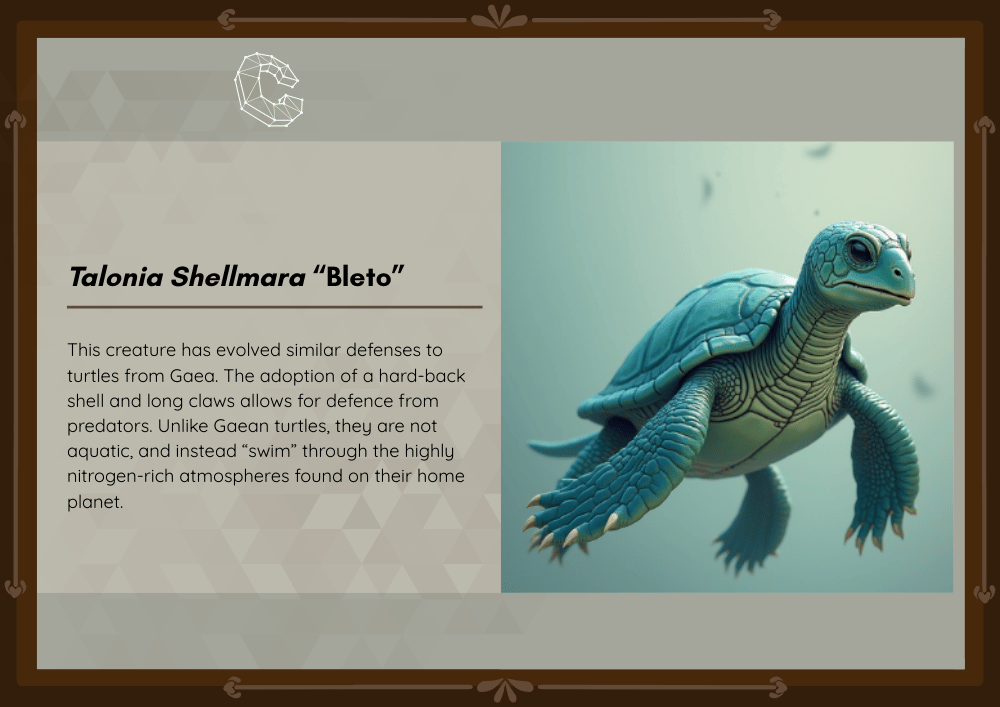 C
Talonia Shellmara “Bleto”
This creature has evolved similar defenses to
turtles from Gaea. The adoption of a hard-back
shell and long claws allows for defence from
predators. Unlike Gaean turtles, they are not
aquatic, and instead “swim” through the highly
nitrogen-rich atmospheres found on their home
planet.